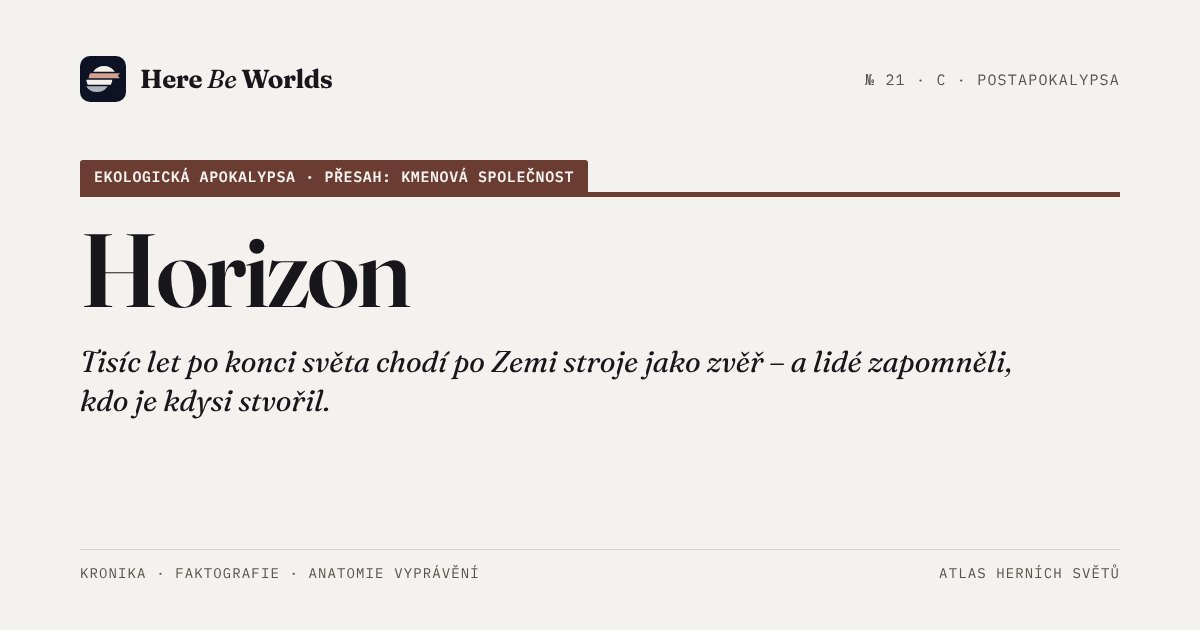 Here Be Worlds
№ 21 · C · POSTAPOKALYPSA
EKOLOGICKÁ APOKALYPSA · PŘESAH: KMENOVÁ SPOLEČNOST
Horizon
Tisíc let po konci světa chodí po Zemi stroje jako zvěř – a lidé zapomněli,
kdo je kdysi stvořil.
KRONIKA · FAKTOGRAFIE · ANATOMIE VYPRÁVĚNÍ
ATLAS HERNÍCH SVĚTŮ